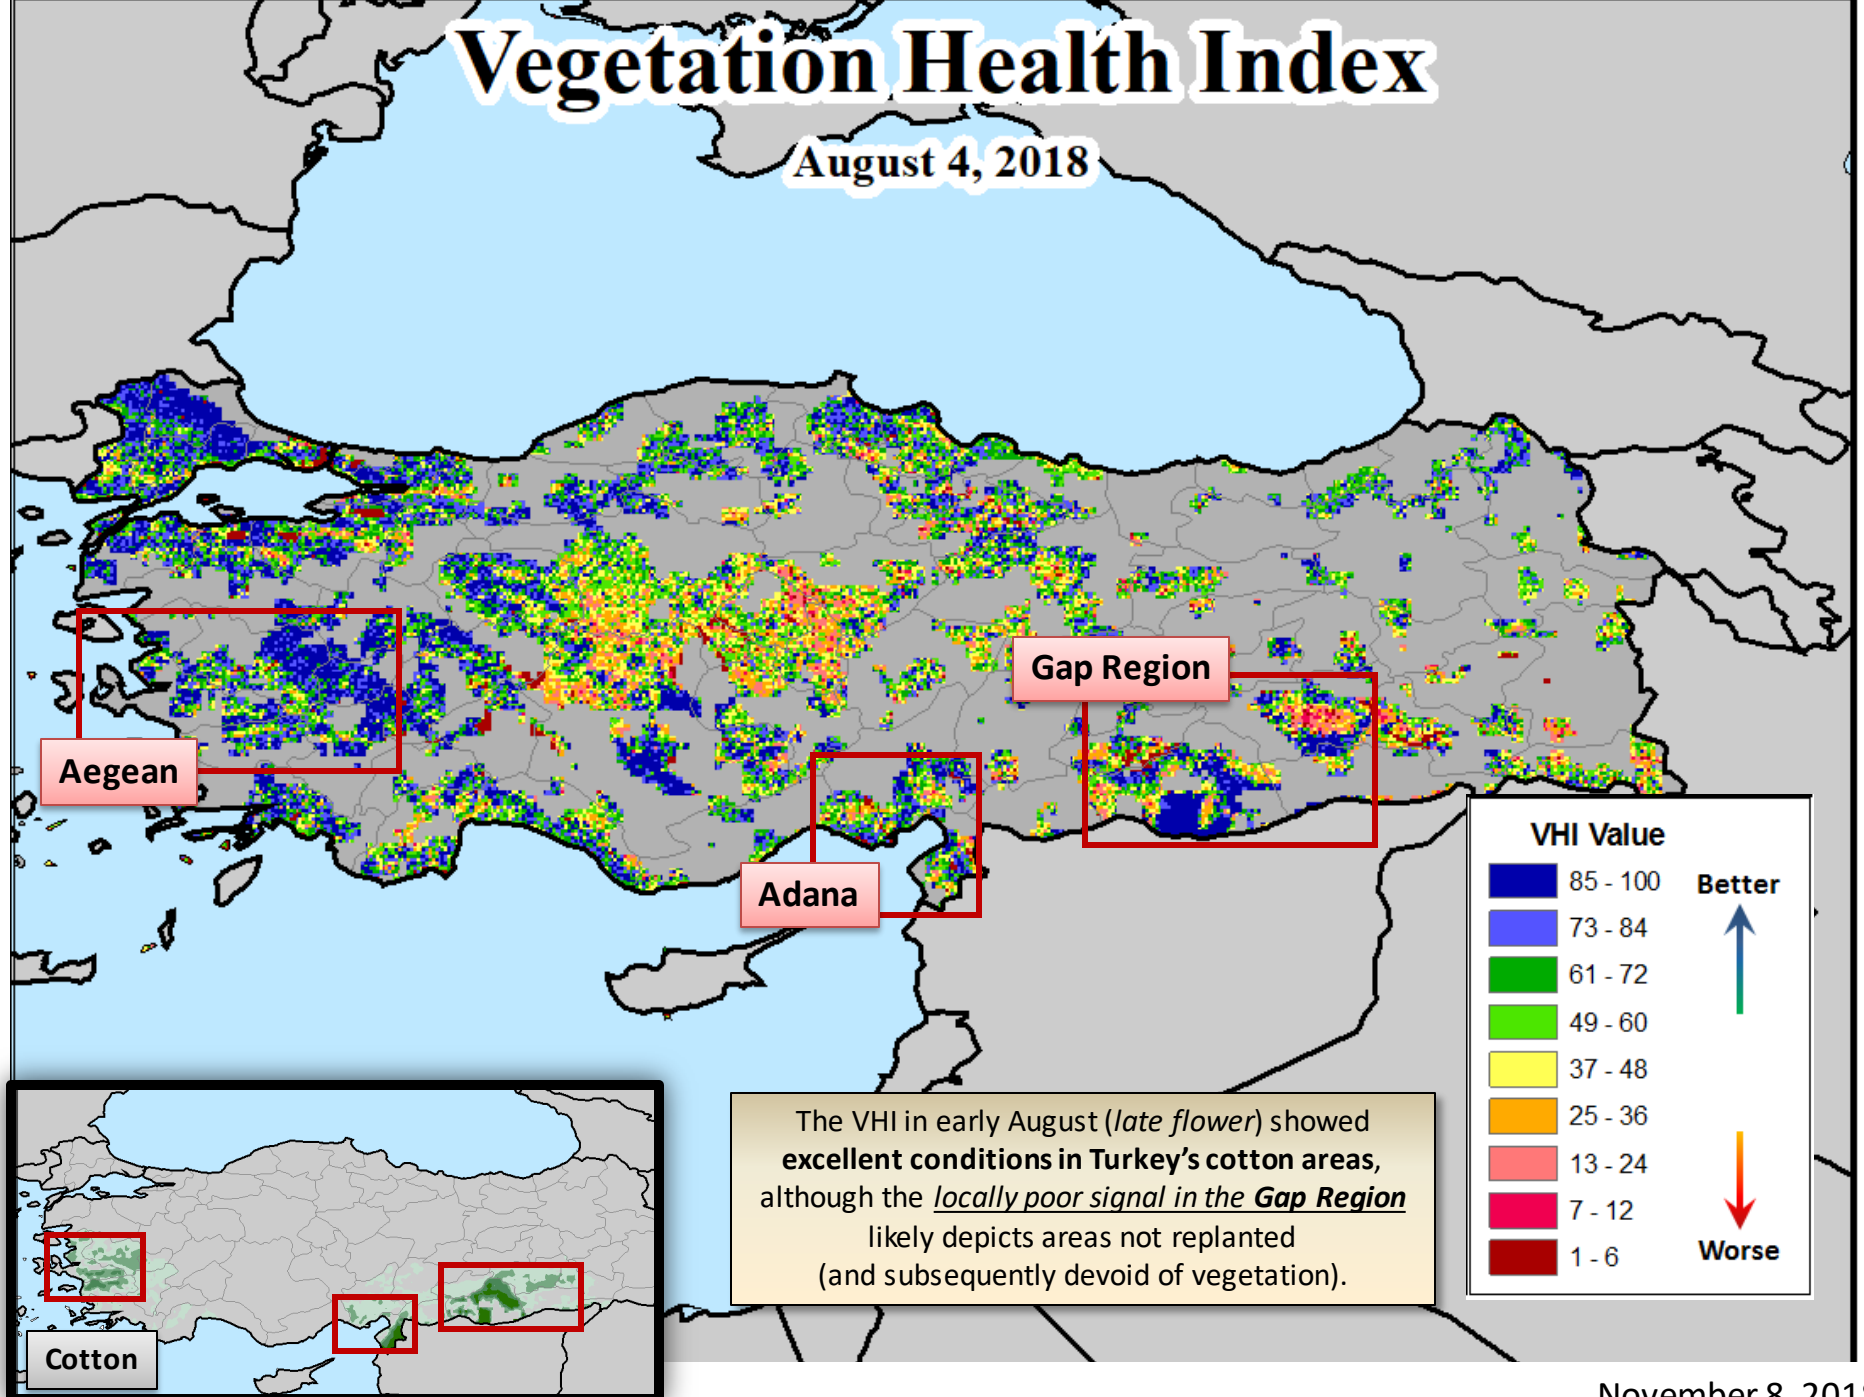 Vegetation Health Index
August 4, 2018
Gap Region
Aegean
Adana
VHI Value
85 - 100
Better
73 - 84
61 - 72
49 - 60
37 - 48
25 - 36
13 - 24
7 - 12
Worse
1 - 6
The VHI in early August (late flower) showed
excellent conditions in Turkey's cotton areas,
although the locally poor signal in the Gap Region
likely depicts areas not replanted
(and subsequently devoid of vegetation).
Cotton
November 8, 201